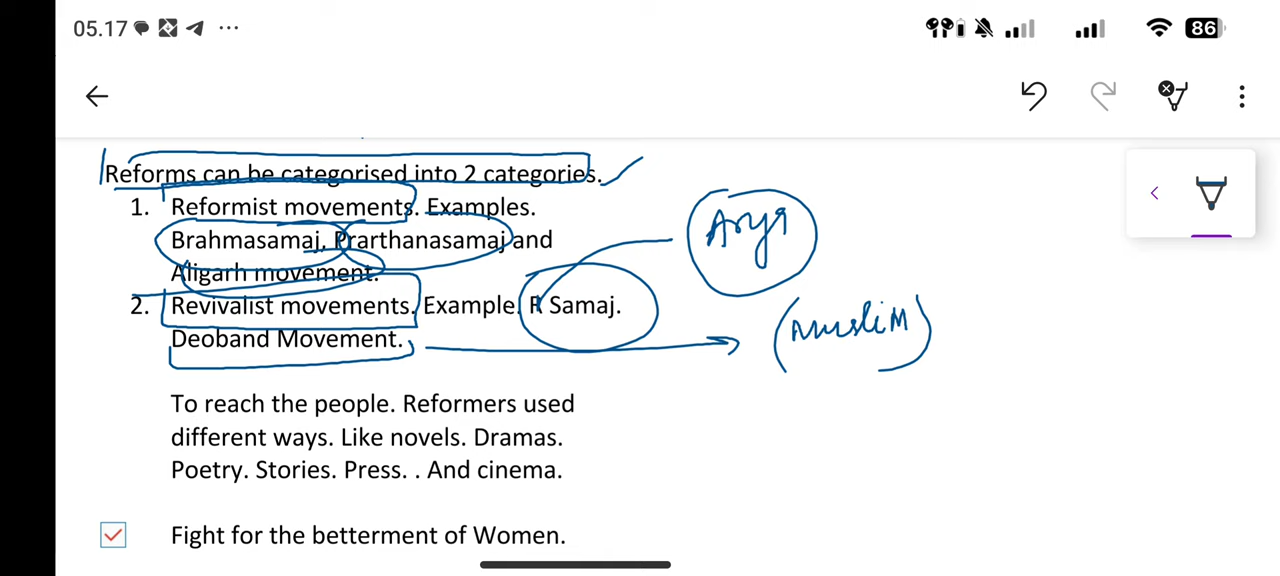 05.17 ...
86
Reforms can be categorised into 2 categories.
1. Reformist movements. Examples.
Brahmasamaj. Prarthanasamaj and
Aligarh movement.
2. Revivalist movements. Example. R Samaj.
Deoband Movement.
Arya
(Muslim)
To reach the people. Reformers used
different ways. Like novels. Dramas.
Poetry. Stories. Press. . And cinema.
Fight for the betterment of Women.